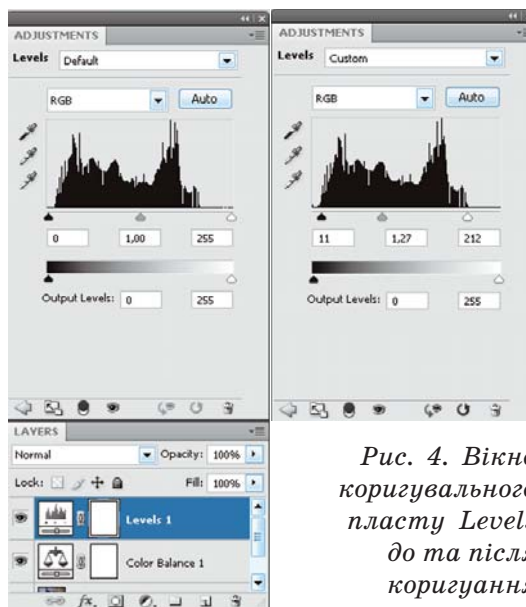 ADJUSTMENTS
Levels Default
RGB Auto
0 1,00 255
Output Levels: 0 255
ADJUSTMENTS
Levels Custom
RGB Auto
11 1,27 212
Output Levels: 0 255
LAYERS
Normal Opacity: 100%
Lock: Fill: 100%
Levels 1
Color Balance 1
fx.
Рис. 4. Вікно
коригувального
пласту Levels
до та після
коригуання